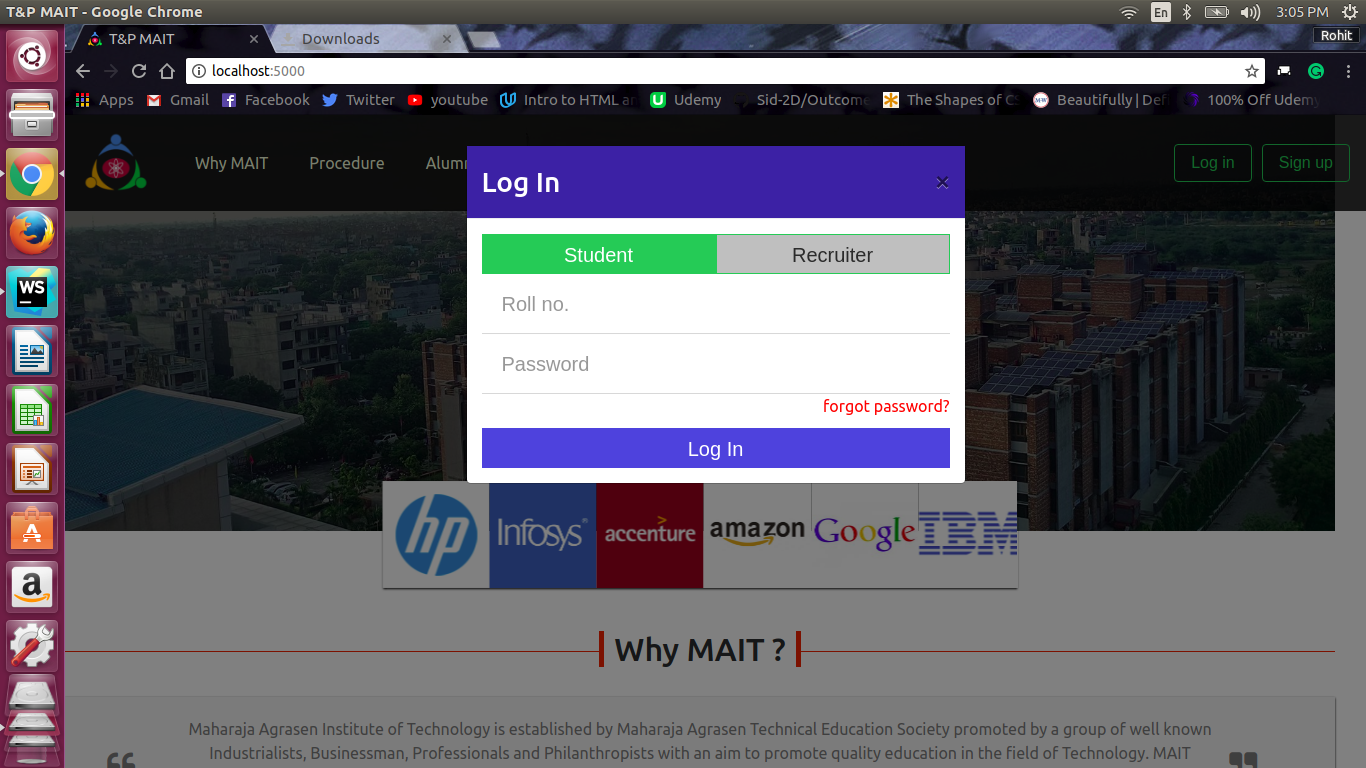 T&P MAIT - Google Chrome
En
3:05 PM
T&P MAIT
Downloads
Rohit
localhost:5000
Apps
Gmail
Facebook
Twitter
youtube
Intro to HTML
Udemy
Sid-2D/Outcome
The Shapes of
Beautifully | Def
100% Off Udemy
Why MAIT
Procedure
Log in
Sign up
Log In
×
Student
Recruiter
Roll no.
Password
forgot password?
Log In
hp
Infosys
accenture
amazon
Google
IBM
WS
a
Why MAIT ?
Maharaja Agrasen Institute of Technology is established by Maharaja Agrasen Technical Education Society promoted by a group of well known
Industrialists, Businessman, Professionals and Philanthropists with an aim to promote quality education in the field of Technology. MAIT